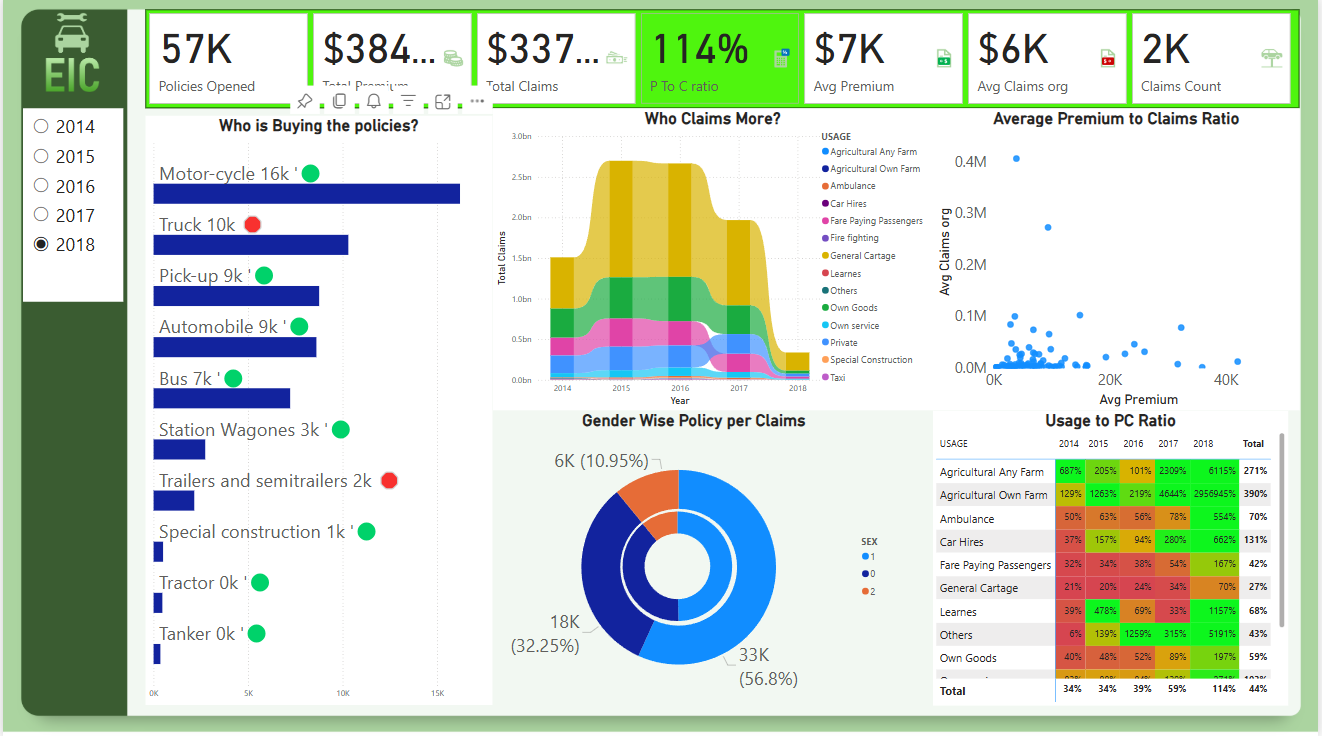 EIC
57K
Policies Opened
$384...
Total Premium
$337...
Total Claims
114%
P To C ratio
$7K
Avg Premium
$6K
Avg Claims org
2K
Claims Count
2014
2015
2016
2017
2018
Who is Buying the policies?
Motor-cycle 16k '
Truck 10k
Pick-up 9k '
Automobile 9k '
Bus 7k '
Station Wagones 3k '
Trailers and semitrailers 2k
Special construction 1k '
Tractor 0k '
Tanker 0k '
0K 5K 10K 15K
Who Claims More?
Total Claims
3.0bn
2.5bn
2.0bn
1.5bn
1.0bn
0.5bn
0.0bn
2014 2015 2016 2017 2018
Year
USAGE
Agricultural Any Farm
Agricultural Own Farm
Ambulance
Car Hires
Fare Paying Passengers
Fire fighting
General Cartage
Learnes
Others
Own Goods
Own service
Private
Special Construction
Taxi
Average Premium to Claims Ratio
Avg Claims org
0.4M
0.3M
0.2M
0.1M
0.0M
0K 20K 40K
Avg Premium
Gender Wise Policy per Claims
6K (10.95%)
18K
(32.25%)
33K
(56.8%)
SEX
1
0
2
Usage to PC Ratio
USAGE 2014 2015 2016 2017 2018 Total
Agricultural Any Farm 687% 205% 101% 2309% 6115% 271%
Agricultural Own Farm 129% 1263% 219% 4644% 2956945% 390%
Ambulance 50% 63% 56% 78% 554% 70%
Car Hires 37% 157% 94% 280% 662% 131%
Fare Paying Passengers 32% 34% 38% 54% 167% 42%
General Cartage 21% 20% 24% 34% 70% 27%
Learnes 39% 478% 69% 33% 1157% 68%
Others 6% 139% 1259% 315% 5191% 43%
Own Goods 40% 48% 52% 89% 197% 59%
Total 34% 34% 39% 59% 114% 44%